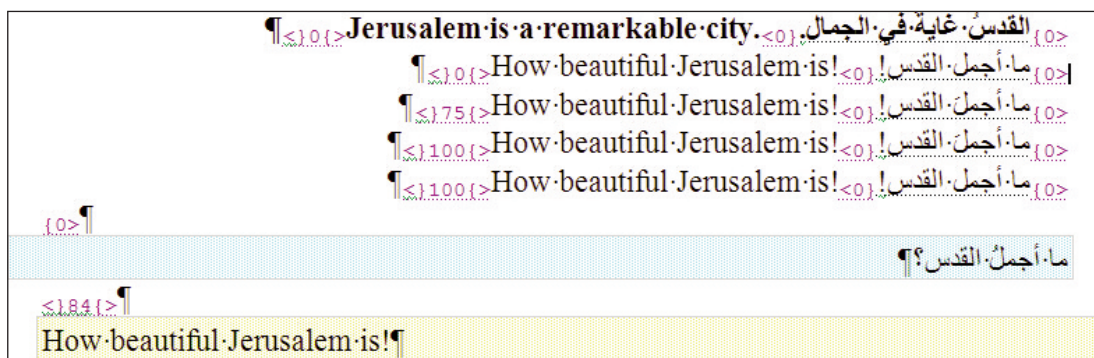 {0>القدسُ غايةٌ في الجمال.<}0{>Jerusalem is a remarkable city.<0}¶
{0>ما أجمل القدس!<}0{>How beautiful Jerusalem is!<0}¶
{0>ما أجملَ القدس!<}75{>How beautiful Jerusalem is!<0}¶
{0>ما أجملَ القدس!<}100{>How beautiful Jerusalem is!<0}¶
{0>ما أجمل القدس!<}100{>How beautiful Jerusalem is!<0}¶
{0>¶
ما أجملُ القدس؟¶
<}84{>¶
How beautiful Jerusalem is!¶